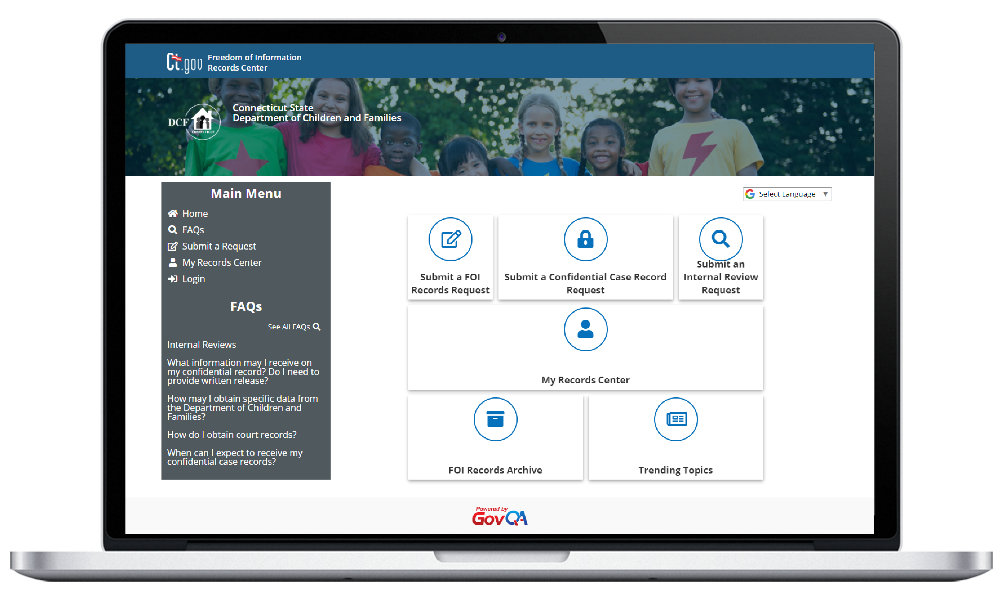 Ct.gov
Freedom of Information
Records Center
DCF
CONNECTICUT
Connecticut State
Department of Children and Families
Main Menu
Home
FAQs
Submit a Request
My Records Center
Login
FAQs
See All FAQs
Internal Reviews
What information may I receive on
my confidential record? Do I need to
provide written release?
How may I obtain specific data from
the Department of Children and
Families?
How do I obtain court records?
When can I expect to receive my
confidential case records?
Select Language ▼
Submit a FOI
Records Request
Submit a Confidential Case Record
Request
Submit an
Internal Review
Request
My Records Center
FOI Records Archive
Trending Topics
Powered by
GovQA